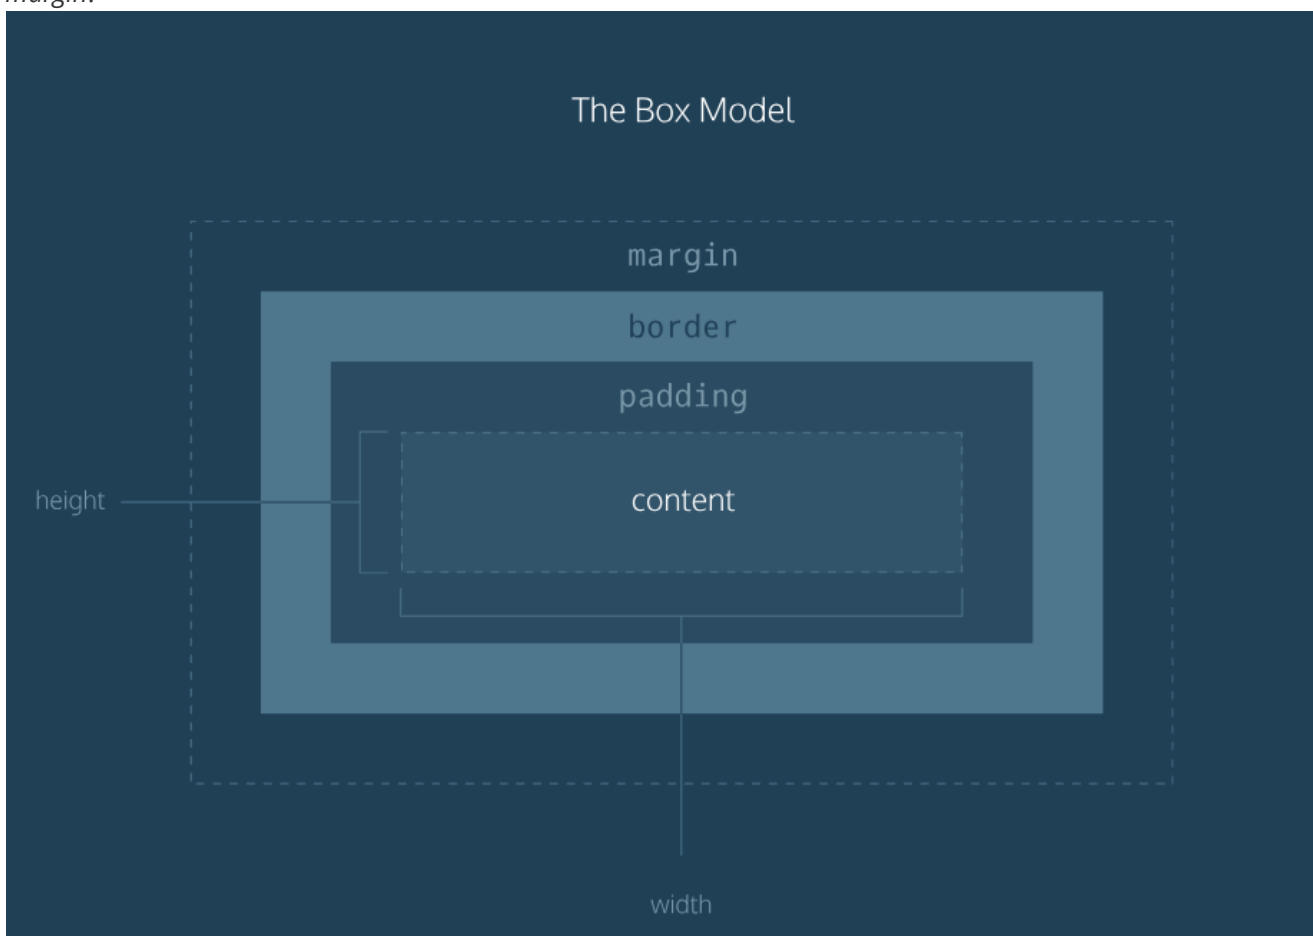 margin.
The Box Model
margin
border
padding
content
height
width